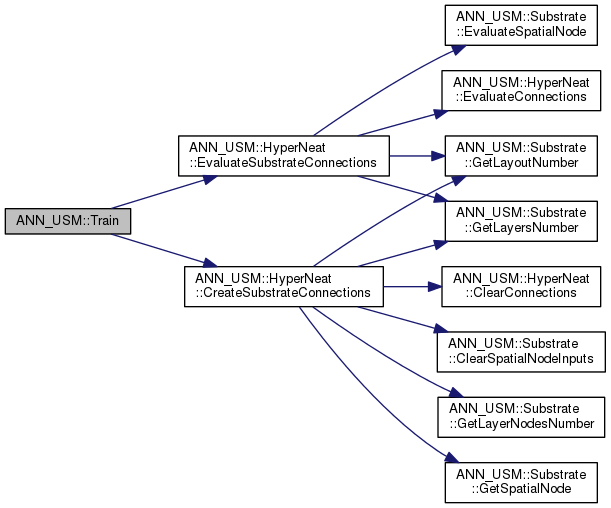 ANN_USM::Train
ANN_USM::HyperNeat
::EvaluateSubstrateConnections
ANN_USM::HyperNeat
::CreateSubstrateConnections
ANN_USM::Substrate
::EvaluateSpatialNode
ANN_USM::HyperNeat
::EvaluateConnections
ANN_USM::Substrate
::GetLayoutNumber
ANN_USM::Substrate
::GetLayersNumber
ANN_USM::HyperNeat
::ClearConnections
ANN_USM::Substrate
::ClearSpatialNodeInputs
ANN_USM::Substrate
::GetLayerNodesNumber
ANN_USM::Substrate
::GetSpatialNode